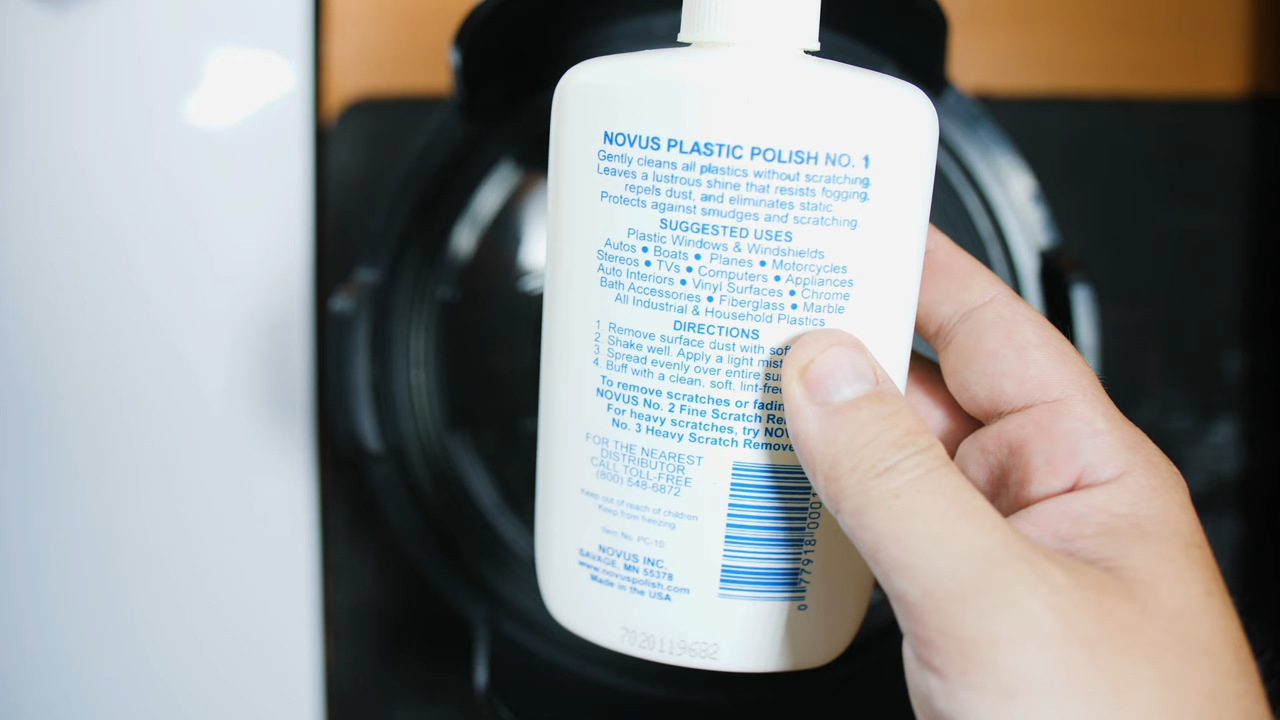 NOVUS PLASTIC POLISH NO. 1
Gently cleans all plastics without scratching.
Leaves a lustrous shine that resists fogging,
repels dust, and eliminates static
Protects against smudges and scratching.
SUGGESTED USES
Plastic Windows & Windshields
Autos • Boats • Planes • Motorcycles
Stereos • TVs • Computers • Appliances
Auto Interiors • Vinyl Surfaces • Chrome
Bath Accessories • Fiberglass • Marble
All Industrial & Household Plastics
DIRECTIONS
1. Remove surface dust with sof
2. Shake well. Apply a light mist
3. Spread evenly over entire su
4. Buff with a clean, soft, lint-free
To remove scratches or fadin
NOVUS No. 2 Fine Scratch Re
For heavy scratches, try NOV
No. 3 Heavy Scratch Remove
FOR THE NEAREST
DISTRIBUTOR
CALL TOLL-FREE
(800) 548-6872
Keep out of reach of children
Keep from freezing.
Item No. PC-10
NOVUS INC.
SAVAGE, MN 55378
www.novuspolish.com
Made in the USA
0 77918 0001
7020119682